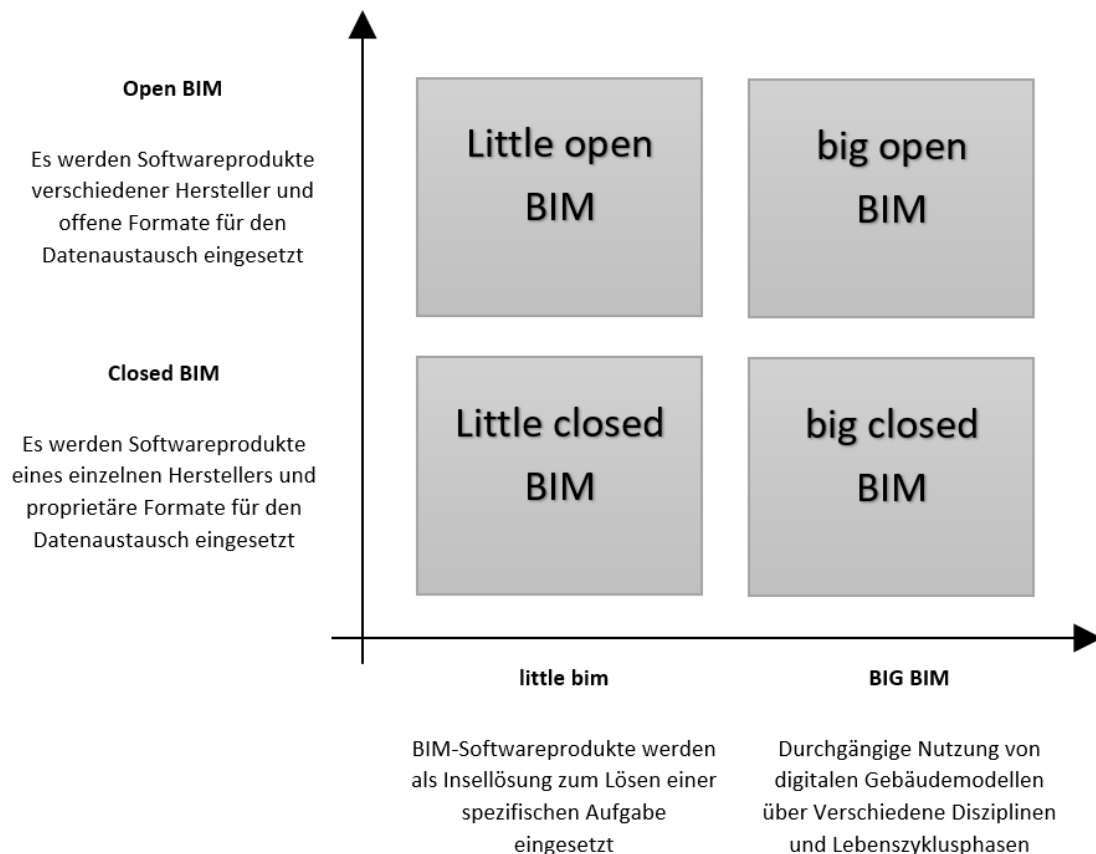 Open BIM
Es werden Softwareprodukte
verschiedener Hersteller und
offene Formate für den
Datenaustausch eingesetzt
Little open
BIM
big open
BIM
Closed BIM
Es werden Softwareprodukte
eines einzelnen Herstellers und
proprietäre Formate für den
Datenaustausch eingesetzt
Little closed
BIM
big closed
BIM
little bim
BIM-Softwareprodukte werden
als Insellösung zum Lösen einer
spezifischen Aufgabe
eingesetzt
BIG BIM
Durchgängige Nutzung von
digitalen Gebäudemodellen
über Verschiedene Disziplinen
und Lebenszyklusphasen